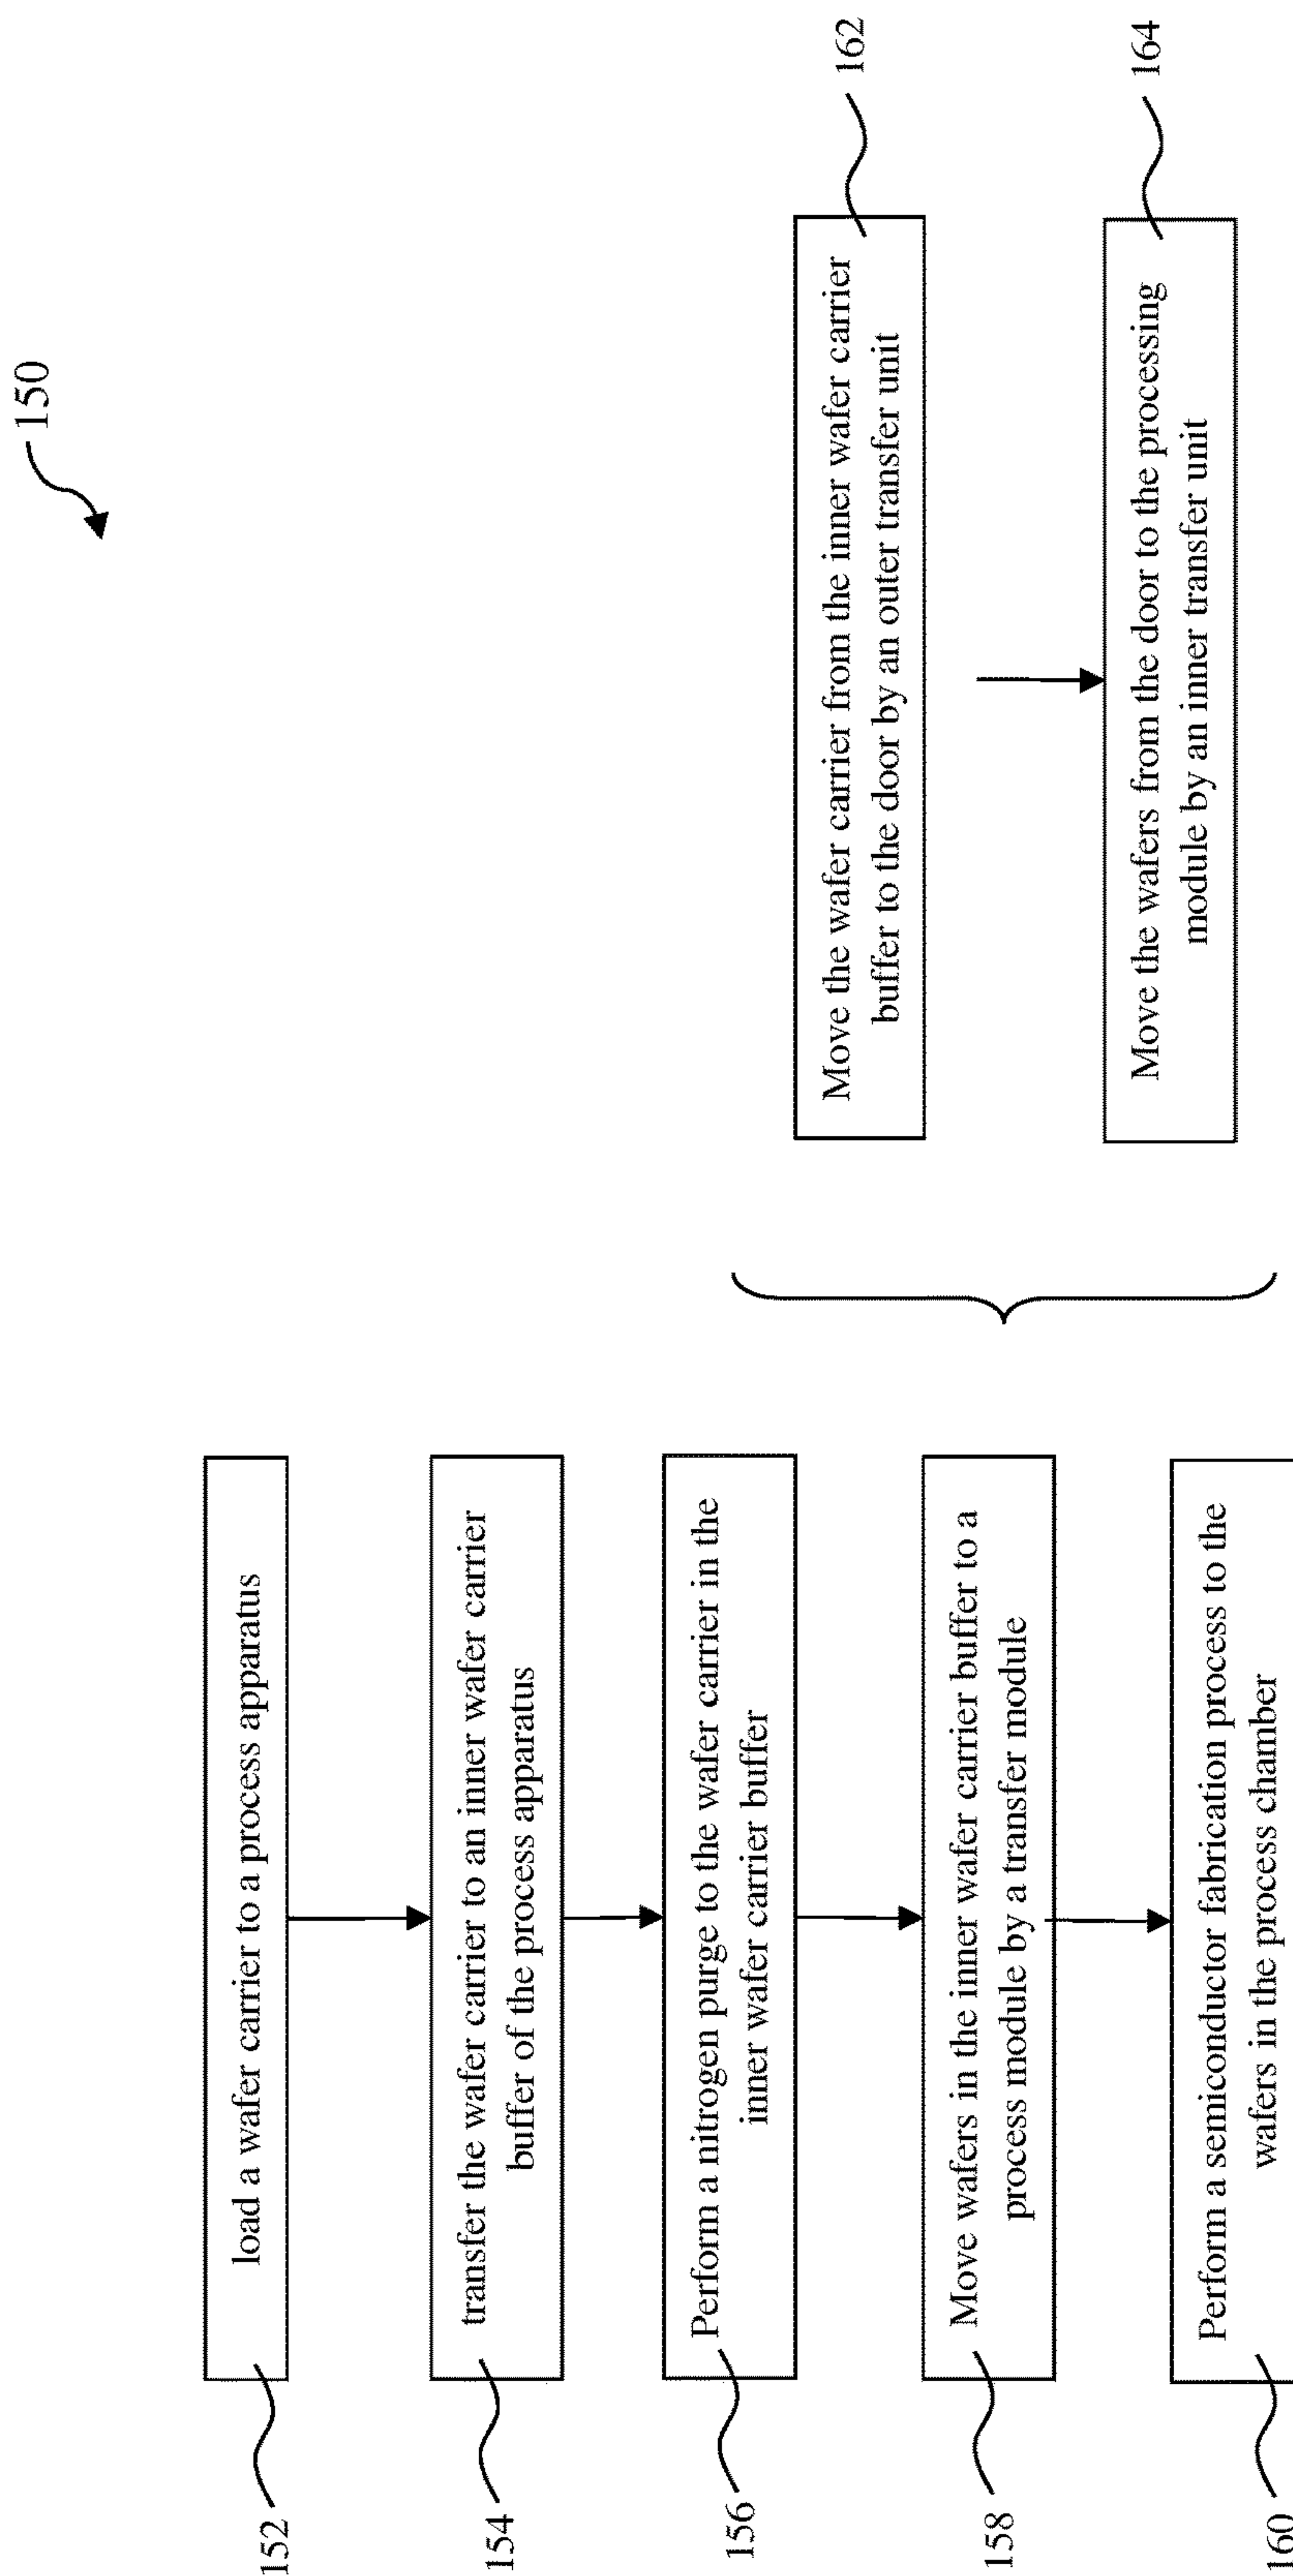 150
152
load a wafer carrier to a process apparatus
154
transfer the wafer carrier to an inner wafer carrier
buffer of the process apparatus
156
Perform a nitrogen purge to the wafer carrier in the
inner wafer carrier buffer
158
Move wafers in the inner wafer carrier buffer to a
process module by a transfer module
160
Perform a semiconductor fabrication process to the
wafers in the process chamber
Move the wafer carrier from the inner wafer carrier
buffer to the door by an outer transfer unit
162
Move the wafers from the door to the processing
module by an inner transfer unit
164